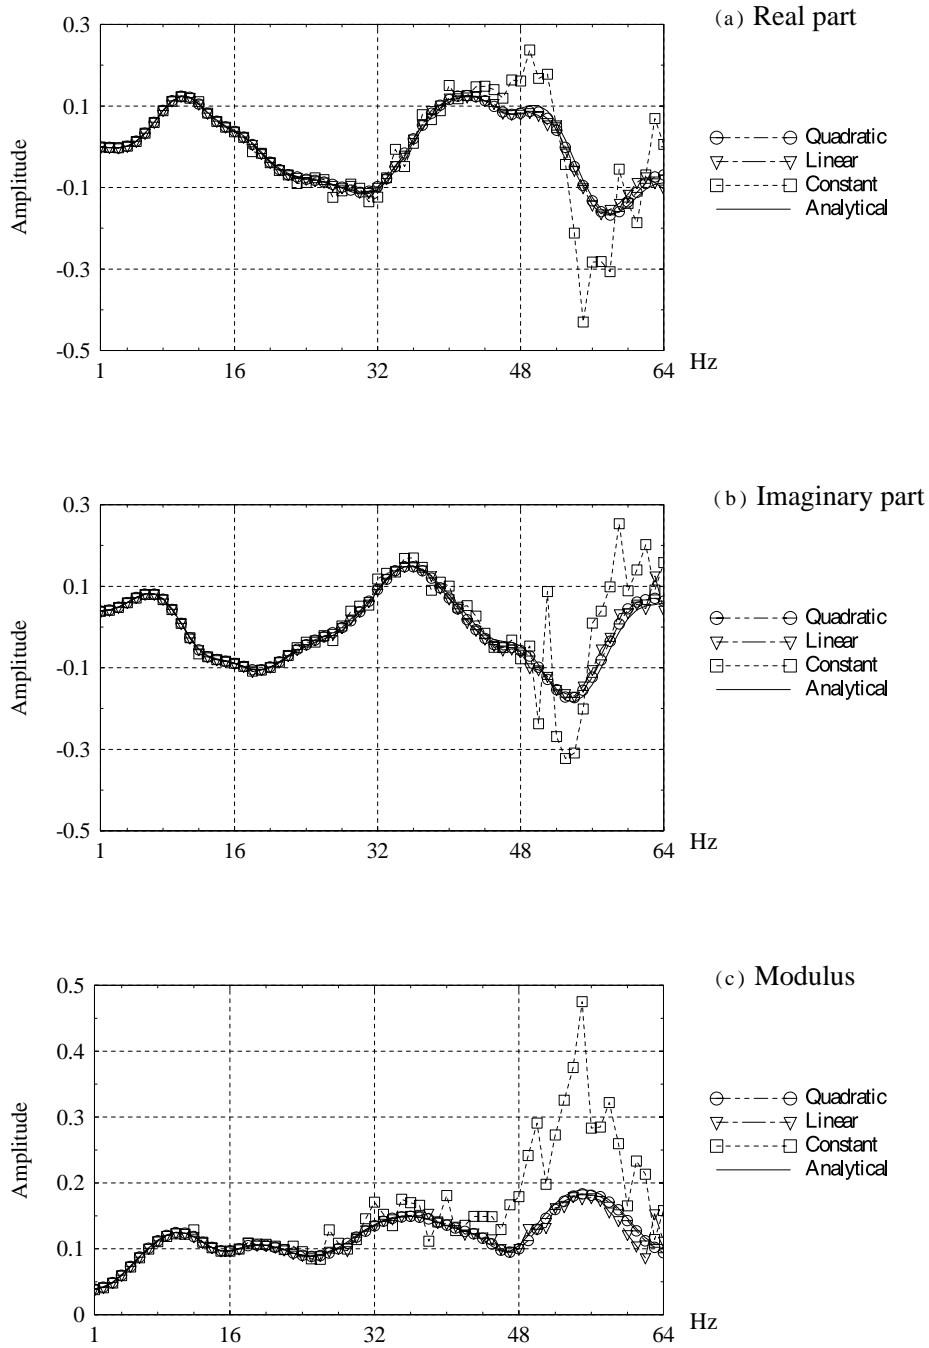 (a) Real part
0.3
0.1
-0.1
-0.3
-0.5
Amplitude
1 16 32 48 64 Hz
Quadratic
Linear
Constant
Analytical
(b) Imaginary part
0.3
0.1
-0.1
-0.3
-0.5
Amplitude
1 16 32 48 64 Hz
Quadratic
Linear
Constant
Analytical
(c) Modulus
0.5
0.4
0.3
0.2
0.1
0
Amplitude
1 16 32 48 64 Hz
Quadratic
Linear
Constant
Analytical